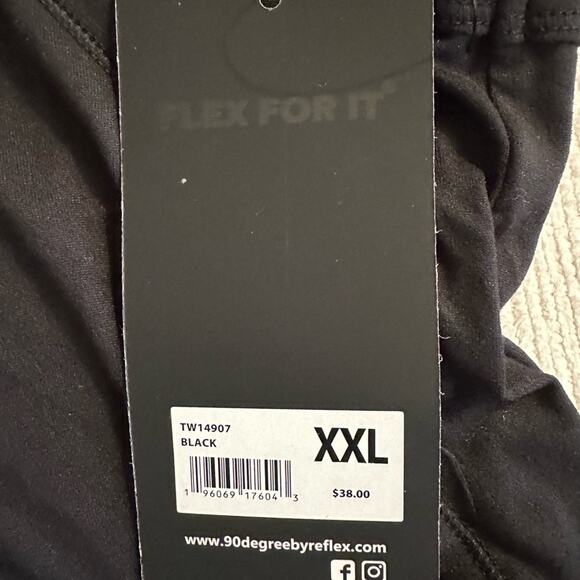 FLEX FOR IT®
TW14907
BLACK
XXL
1 96069 17604 3
$38.00
www.90degreebyreflex.com